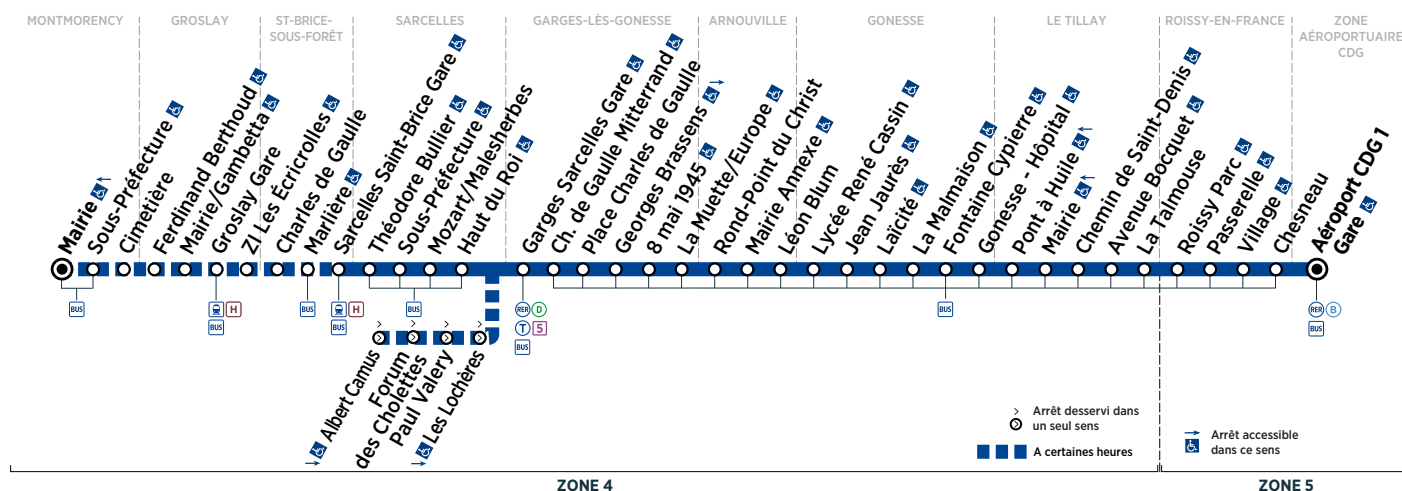 MONTMORENCY
GROSLAY
ST-BRICE-
SOUS-FORÊT
SARCELLES
GARGES-LÈS-GONESSE
ARNOUVILLE
GONESSE
LE TILLAY
ROISSY-EN-FRANCE
ZONE
AÉROPORTUAIRE
CDG
Mairie
Sous-Préfecture
Cimetière
Ferdinand Berthoud
Mairie/Gambetta
Groslay Gare
ZI Les Écricrolles
Charles de Gaulle
Marlière
Sarcelles Saint-Brice Gare
Théodore Bullier
Sous-Préfecture
Mozart/Malesherbes
Haut du Roi
Garges Sarcelles Gare
Ch. de Gaulle Mitterrand
Place Charles de Gaulle
Georges Brassens
8 mai 1945
La Muette/Europe
Rond-Point du Christ
Mairie Annexe
Léon Blum
Lycée René Cassin
Jean Jaurès
Laïcité
La Malmaison
Fontaine Cypierre
Gonesse - Hôpital
Pont à Huile
Mairie
Chemin de Saint-Denis
Avenue Bocquet
La Talmouse
Roissy Parc
Passerelle
Village
Chesneau
Aéroport CDG 1
Gare
BUS
H
BUS
BUS
H
BUS
BUS
RER D
T 5
BUS
BUS
RER B
BUS
Albert Camus
Forum
des Cholettes
Paul Valery
Les Lochères
Arrêt desservi dans
un seul sens
A certaines heures
Arrêt accessible
dans ce sens
ZONE 4
ZONE 5